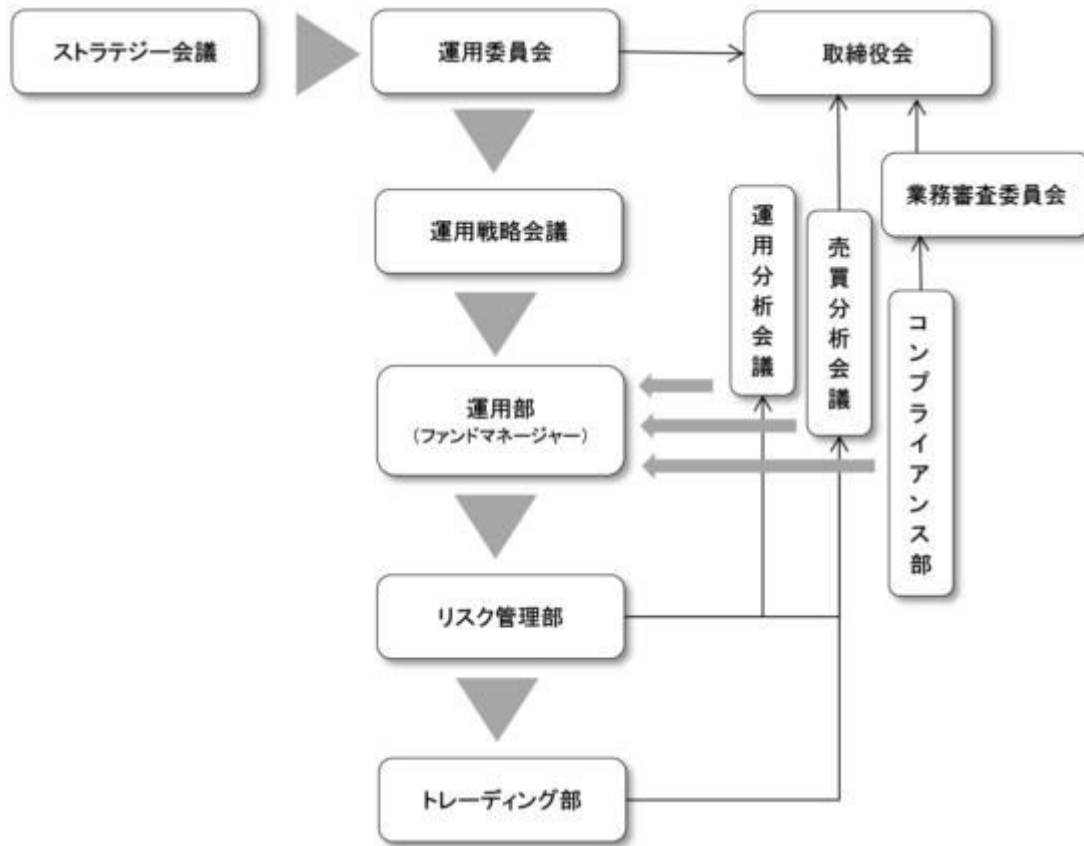 ストラテジー会議
運用委員会
取締役会
業務審査委員会
運用戦略会議
運用分析会議
売買分析会議
コンプライアンス部
運用部
(ファンドマネージャー)
リスク管理部
トレーディング部